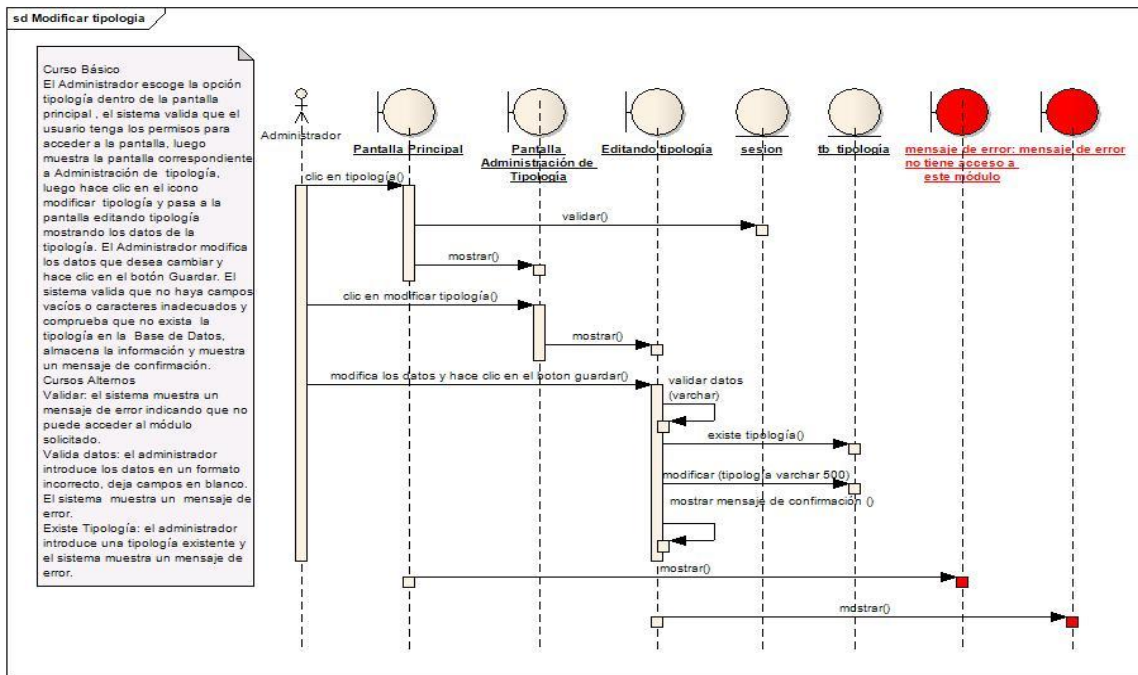 sd Modificar tipologia
Curso Básico
El Administrador escoge la opción
tipología dentro de la pantalla
principal , el sistema valida que el
usuario tenga los permisos para
acceder a la pantalla, luego
muestra la pantalla correspondiente
a Administración de tipología,
luego hace clic en el icono
modificar tipología y pasa a la
pantalla editando tipología
mostrando los datos de la
tipología. El Administrador modifica
los datos que desea cambiar y
hace clic en el botón Guardar. El
sistema valida que no haya campos
vacíos o caracteres inadecuados y
comprueba que no exista la
tipología en la Base de Datos,
almacena la información y muestra
un mensaje de confirmación.
Cursos Alternos
Validar: el sistema muestra un
mensaje de error indicando que no
puede acceder al módulo
solicitado.
Valida datos: el administrador
introduce los datos en un formato
incorrecto, deja campos en blanco.
El sistema muestra un mensaje de
error.
Existe Tipología: el administrador
introduce una tipología existente y
el sistema muestra un mensaje de
error.
Administrador
Pantalla Principal
Pantalla
Administración de
Tipología
Editando tipología
sesion
tb_tipologia
mensaje de error:
no tiene acceso a
este módulo
mensaje de error
clic en tipología()
validar()
mostrar()
clic en modificar tipología()
mostrar()
modifica los datos y hace clic en el boton guardar()
validar datos
(varchar)
existe tipología()
modificar (tipología varchar 500)
mostrar mensaje de confirmación ()
mostrar()
mostrar()